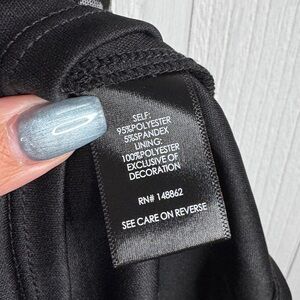 SELF:
95%POLYESTER
5%SPANDEX
LINING:
100%POLYESTER
EXCLUSIVE OF
DECORATION
RN# 148862
SEE CARE ON REVERSE